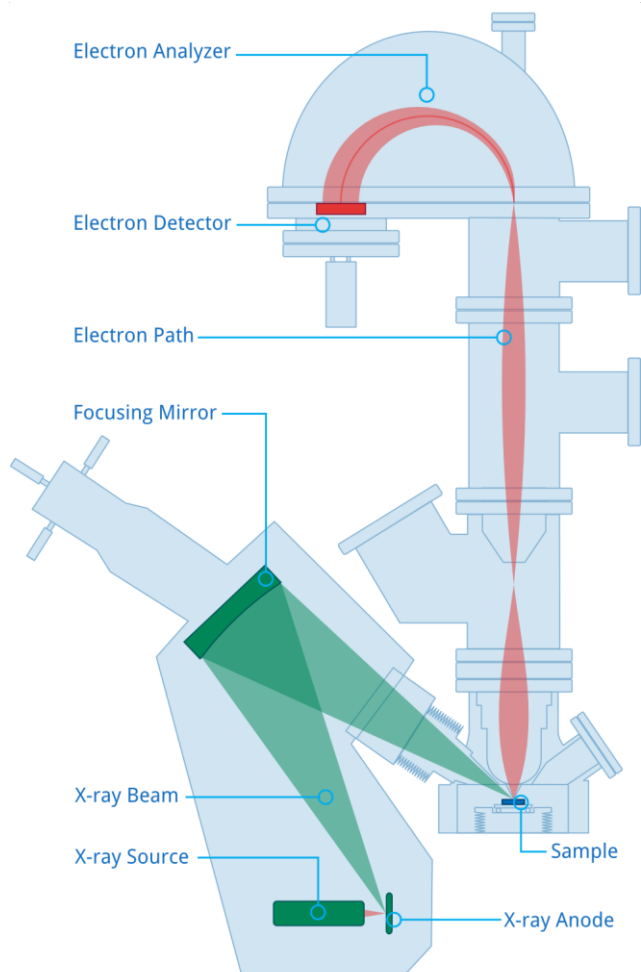 Electron Analyzer
Electron Detector
Electron Path
Focusing Mirror
X-ray Beam
X-ray Source
Sample
X-ray Anode